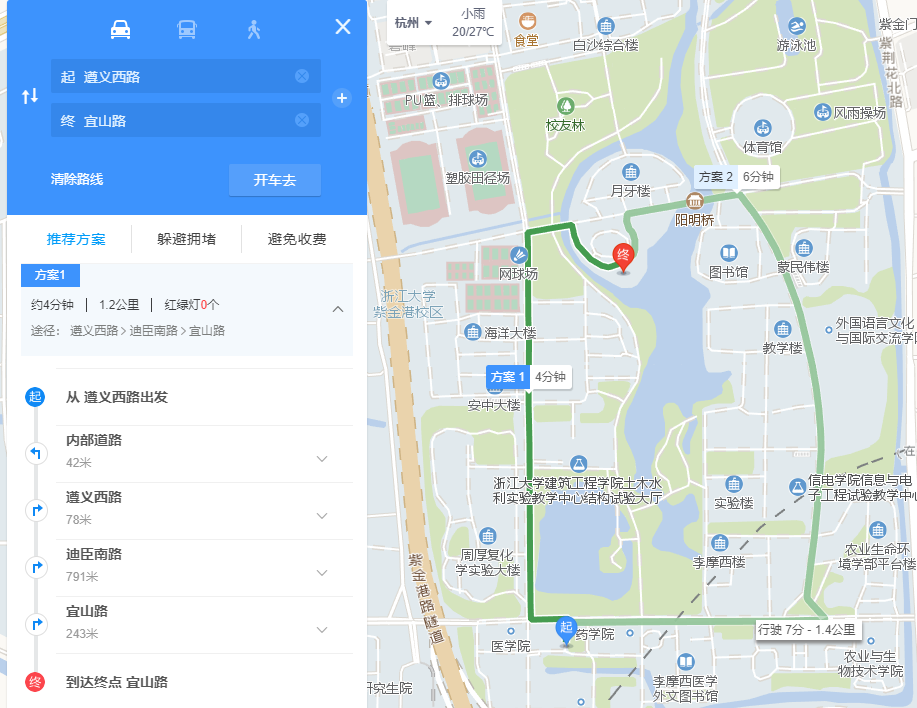 起 遵义西路
终 宜山路
清除路线
开车去
推荐方案
躲避拥堵
避免收费
方案1
约4分钟 | 1.2公里 | 红绿灯0个
途径： 遵义西路 > 迪臣南路 > 宜山路
起
从 遵义西路出发
内部道路
42米
遵义西路
78米
迪臣南路
791米
宜山路
243米
终
到达终点 宜山路
杭州
小雨
20/27℃
食堂
白沙综合楼
游泳池
紫金门
紫荆花北路
PU篮、排球场
校友林
风雨操场
体育馆
塑胶田径场
月牙楼
方案 2
6分钟
阳明桥
网球场
终
图书馆
蒙民伟楼
浙江大学
紫金港校区
海洋大楼
教学楼
外国语言文化
与国际交流学院
方案 1
4分钟
安中大楼
浙江大学建筑工程学院土木水
利实验教学中心结构试验大厅
实验楼
信电学院信息与电
子工程试验教学中心
在
周厚复化
学实验大楼
李摩西楼
农业生命环
境学部平台楼
紫金港路隧道
起
药学院
医学院
行驶 7分 - 1.4公里
李摩西医学
外文图书馆
农业与生
物技术学院
研究生院